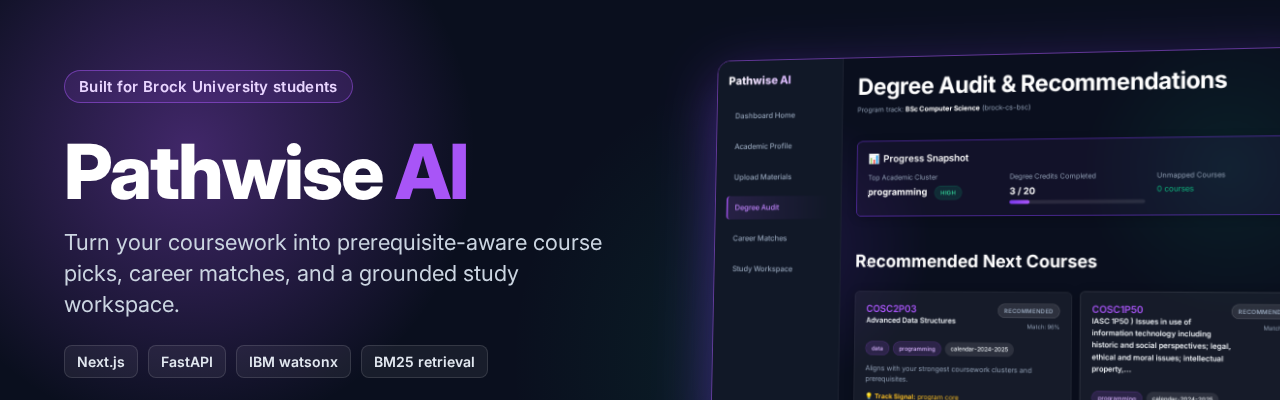 Built for Brock University students
Pathwise AI
Turn your coursework into prerequisite-aware course
picks, career matches, and a grounded study
workspace.
Next.js
FastAPI
IBM watsonx
BM25 retrieval
Pathwise AI
Dashboard Home
Academic Profile
Upload Materials
Degree Audit
Career Matches
Study Workspace
Degree Audit & Recommendations
Program track: BSc Computer Science (brock-cs-bsc)
📊 Progress Snapshot
Top Academic Cluster
programming HIGH
Degree Credits Completed
3 / 20
Unmapped Courses
0 courses
Recommended Next Courses
COSC2P03
RECOMMENDED
Advanced Data Structures
Match: 96%
data
programming
calendar-2024-2025
Aligns with your strongest coursework clusters and
prerequisites.
💡 Track Signal: program core
COSC1P50
IASC 1P50 ) Issues in use of
information technology including
historic and social perspectives; legal,
ethical and moral issues; intellectual
property,...
programming
calendar-2024-2025